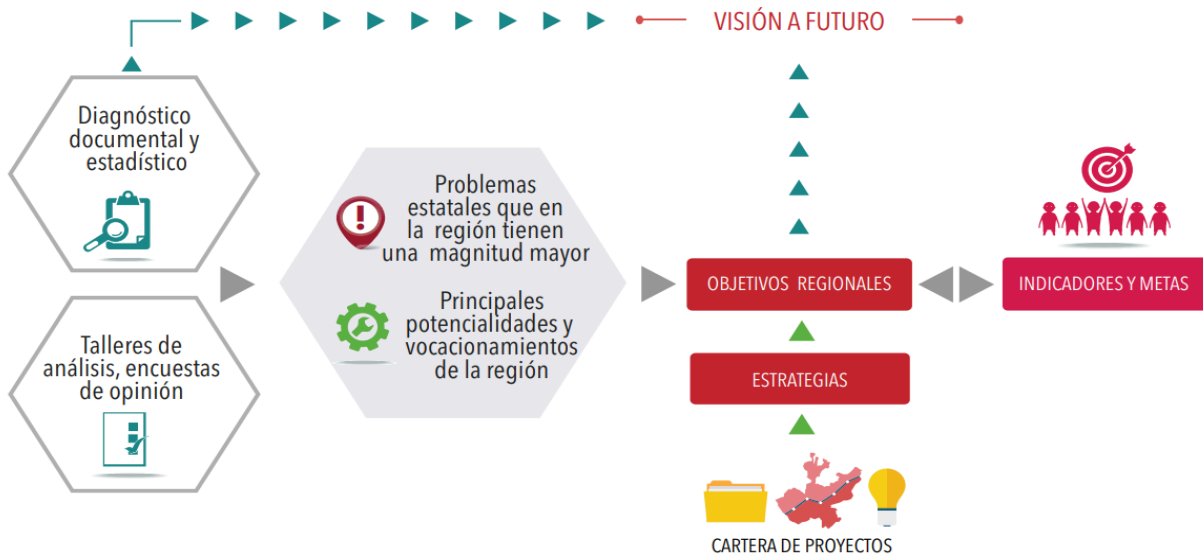 VISIÓN A FUTURO
Diagnóstico
documental y
estadístico
Talleres de
análisis, encuestas
de opinión
Problemas
estatales que en
la región tienen
una magnitud mayor
Principales
potencialidades y
vocacionamientos
de la región
OBJETIVOS REGIONALES
INDICADORES Y METAS
ESTRATEGIAS
CARTERA DE PROYECTOS